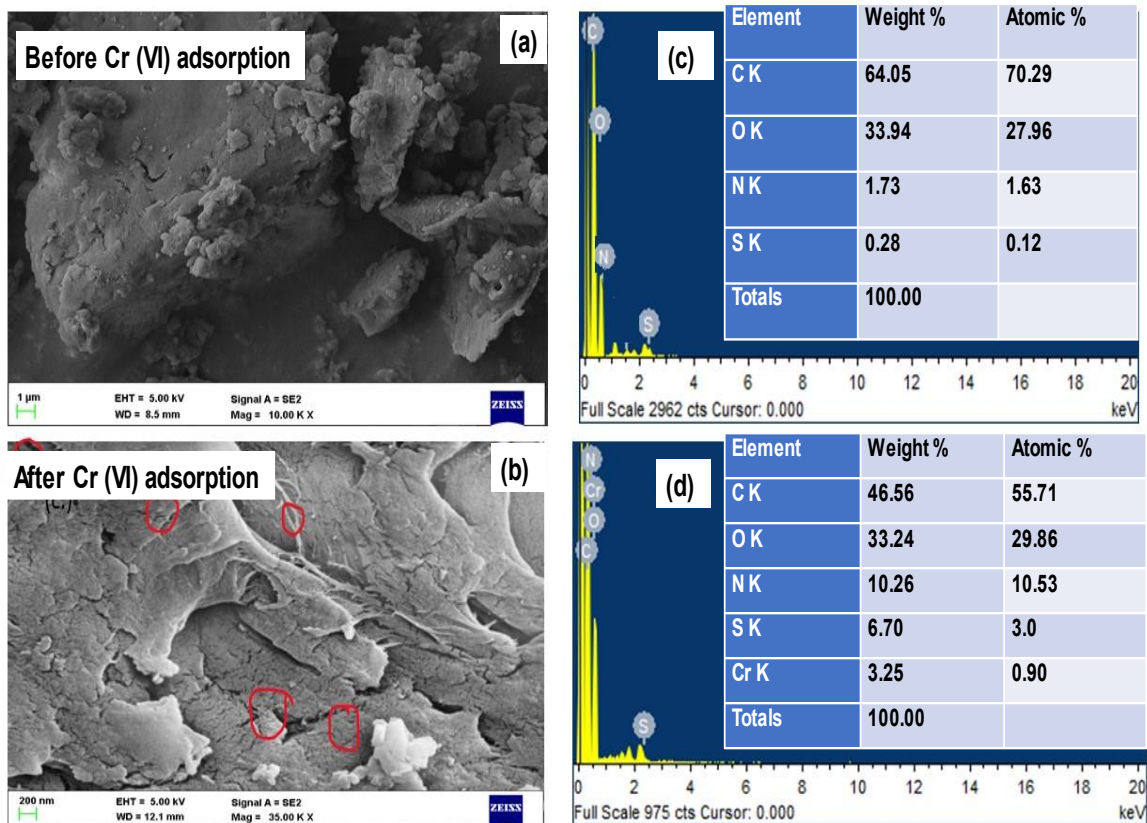 Before Cr (VI) adsorption
(a)
1 µm
EHT = 5.00 kV
Signal A = SE2
WD = 8.5 mm
Mag = 10.00 K X
ZEISS
(c)
C
O
N
S
Element Weight % Atomic %
C K 64.05 70.29
O K 33.94 27.96
N K 1.73 1.63
S K 0.28 0.12
Totals 100.00
0 2 4 6 8 10 12 14 16 18 20
Full Scale 2962 cts Cursor: 0.000
keV
After Cr (VI) adsorption
(b)
200 nm
EHT = 5.00 kV
Signal A = SE2
WD = 12.1 mm
Mag = 35.00 K X
ZEISS
(d)
N
Cr
O
C
S
Element Weight % Atomic %
C K 46.56 55.71
O K 33.24 29.86
N K 10.26 10.53
S K 6.70 3.0
Cr K 3.25 0.90
Totals 100.00
0 2 4 6 8 10 12 14 16 18 20
Full Scale 975 cts Cursor: 0.000
keV